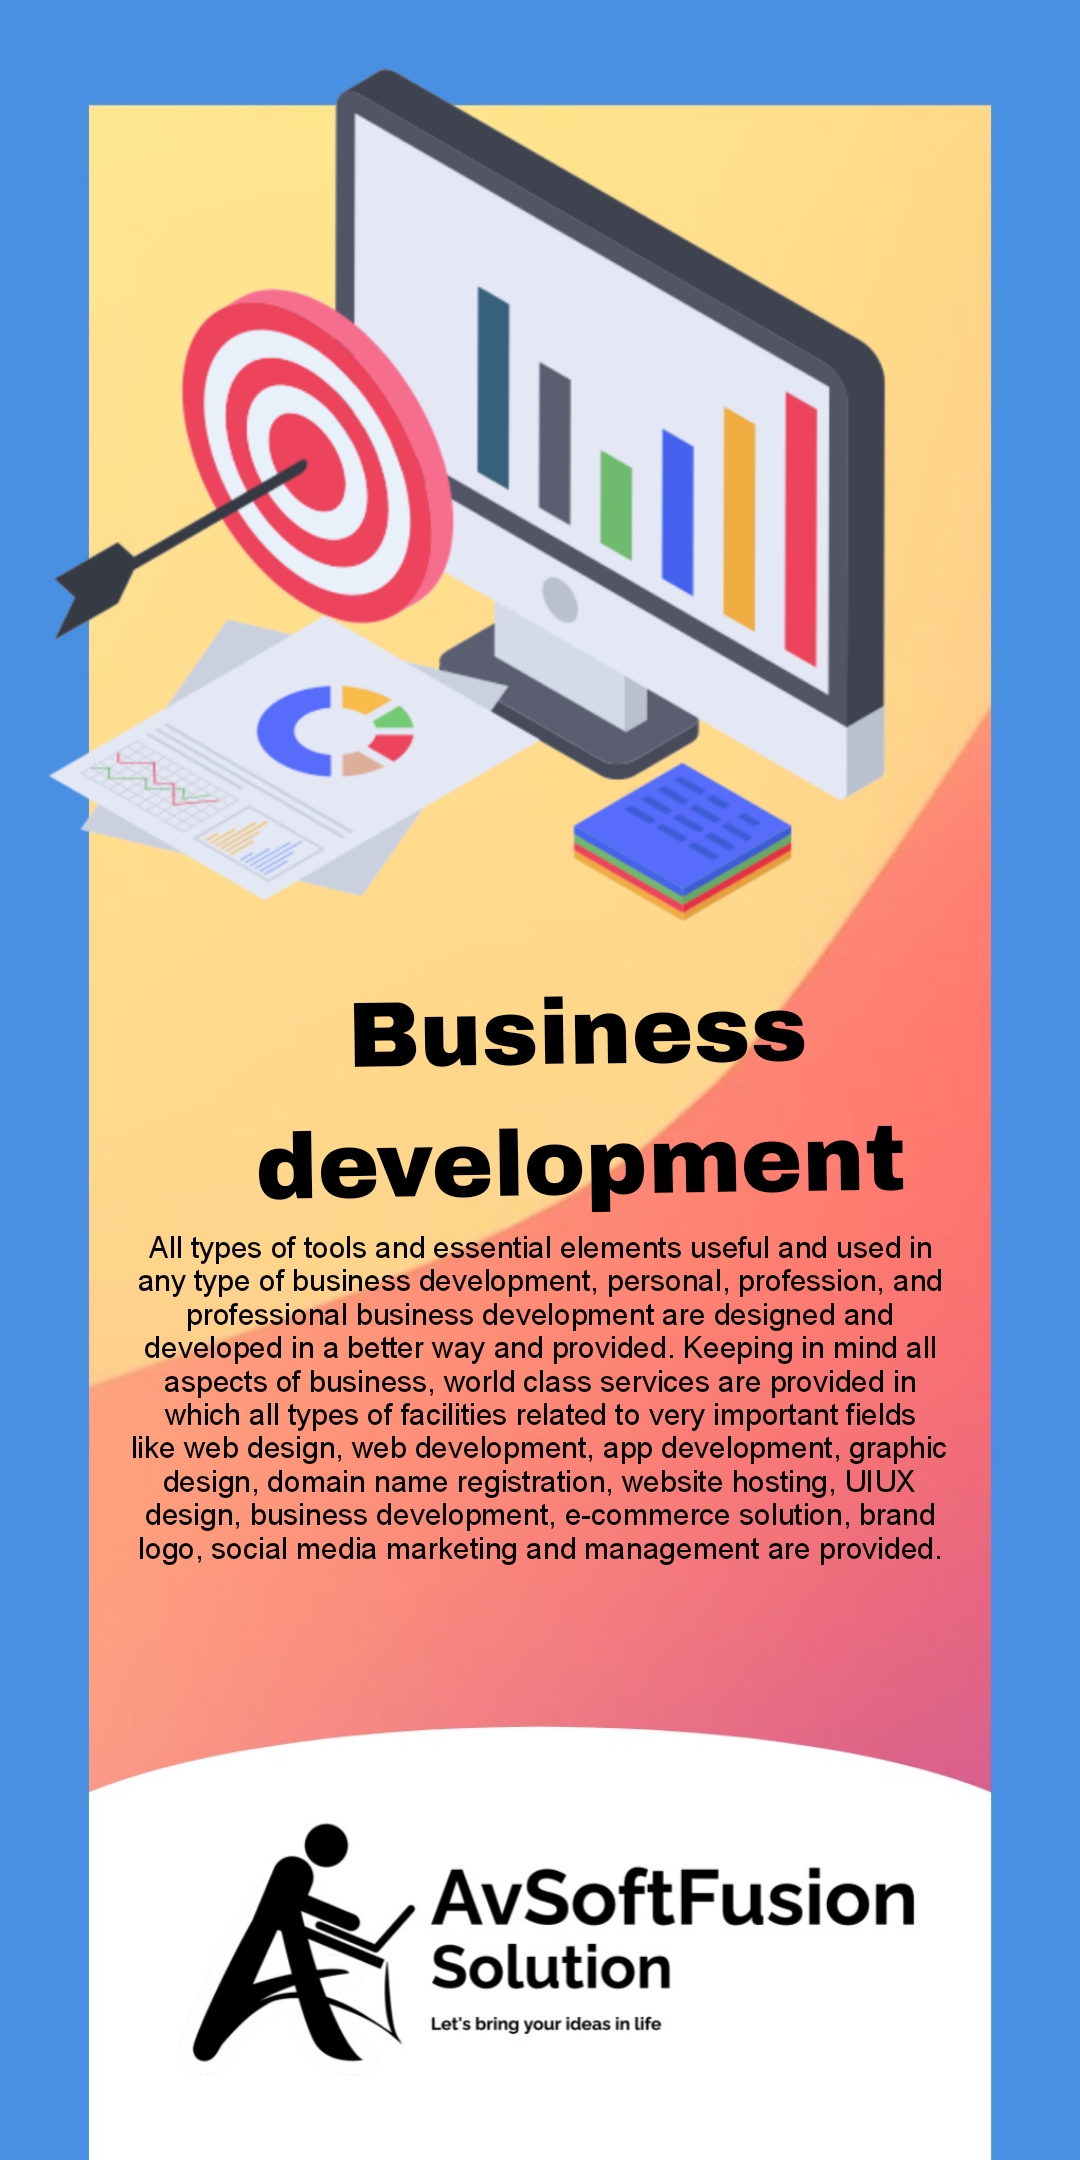 Business
development
All types of tools and essential elements useful and used in
any type of business development, personal, profession, and
professional business development are designed and
developed in a better way and provided. Keeping in mind all
aspects of business, world class services are provided in
which all types of facilities related to very important fields
like web design, web development, app development, graphic
design, domain name registration, website hosting, UIUX
design, business development, e-commerce solution, brand
logo, social media marketing and management are provided.
AvSoftFusion
Solution
Let's bring your ideas in life